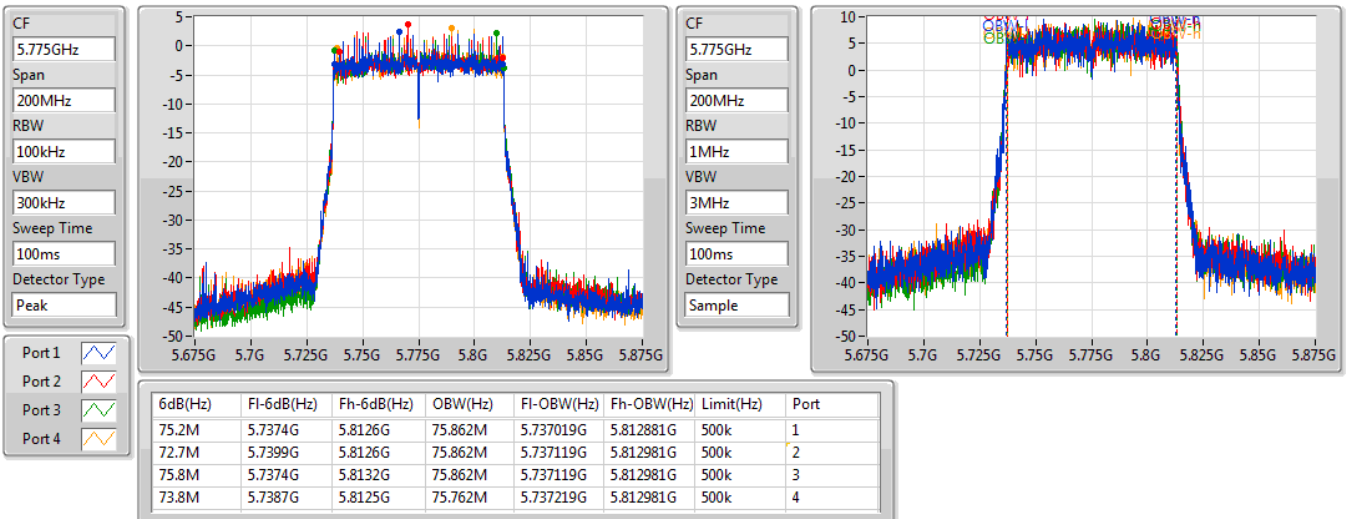 CF
5.775GHz
Span
200MHz
RBW
100kHz
VBW
300kHz
Sweep Time
100ms
Detector Type
Peak
5
0
-5
-10
-15
-20
-25
-30
-35
-40
-45
-50
5.675G 5.7G 5.725G 5.75G 5.775G 5.8G 5.825G 5.85G 5.875G
CF
5.775GHz
Span
200MHz
RBW
1MHz
VBW
3MHz
Sweep Time
100ms
Detector Type
Sample
10
5
0
-5
-10
-15
-20
-25
-30
-35
-40
-45
-50
5.675G 5.7G 5.725G 5.75G 5.775G 5.8G 5.825G 5.85G 5.875G
Port 1
Port 2
Port 3
Port 4
6dB(Hz) Fl-6dB(Hz) Fh-6dB(Hz) OBW(Hz) Fl-OBW(Hz) Fh-OBW(Hz) Limit(Hz) Port
75.2M 5.7374G 5.8126G 75.862M 5.737019G 5.812881G 500k 1
72.7M 5.7399G 5.8126G 75.862M 5.737119G 5.812981G 500k 2
75.8M 5.7374G 5.8132G 75.862M 5.737119G 5.812981G 500k 3
73.8M 5.7387G 5.8125G 75.762M 5.737219G 5.812981G 500k 4